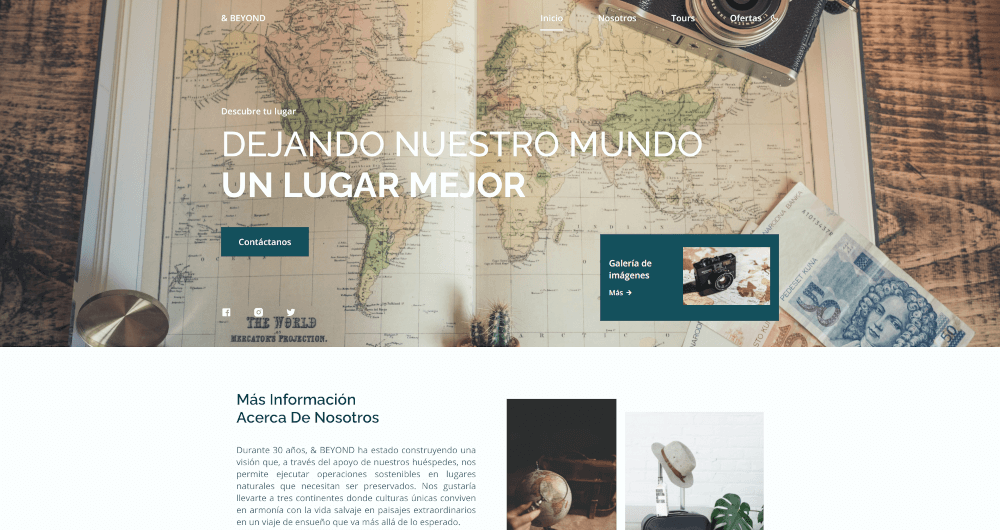 & BEYOND
Inicio
Nosotros
Tours
Ofertas
Descubre tu lugar
DEJANDO NUESTRO MUNDO
UN LUGAR MEJOR
Contáctanos
Galería de
imágenes
Más →
THE WORLD
MERCATOR'S PROJECTION.
50
50
Más Información
Acerca De Nosotros
Durante 30 años, & BEYOND ha estado construyendo una
visión que, a través del apoyo de nuestros huéspedes, nos
permite ejecutar operaciones sostenibles en lugares
naturales que necesitan ser preservados. Nos gustaría
llevarte a tres continentes donde culturas únicas conviven
en armonía con la vida salvaje en paisajes extraordinarios
en un viaje de ensueño que va más allá de lo esperado.